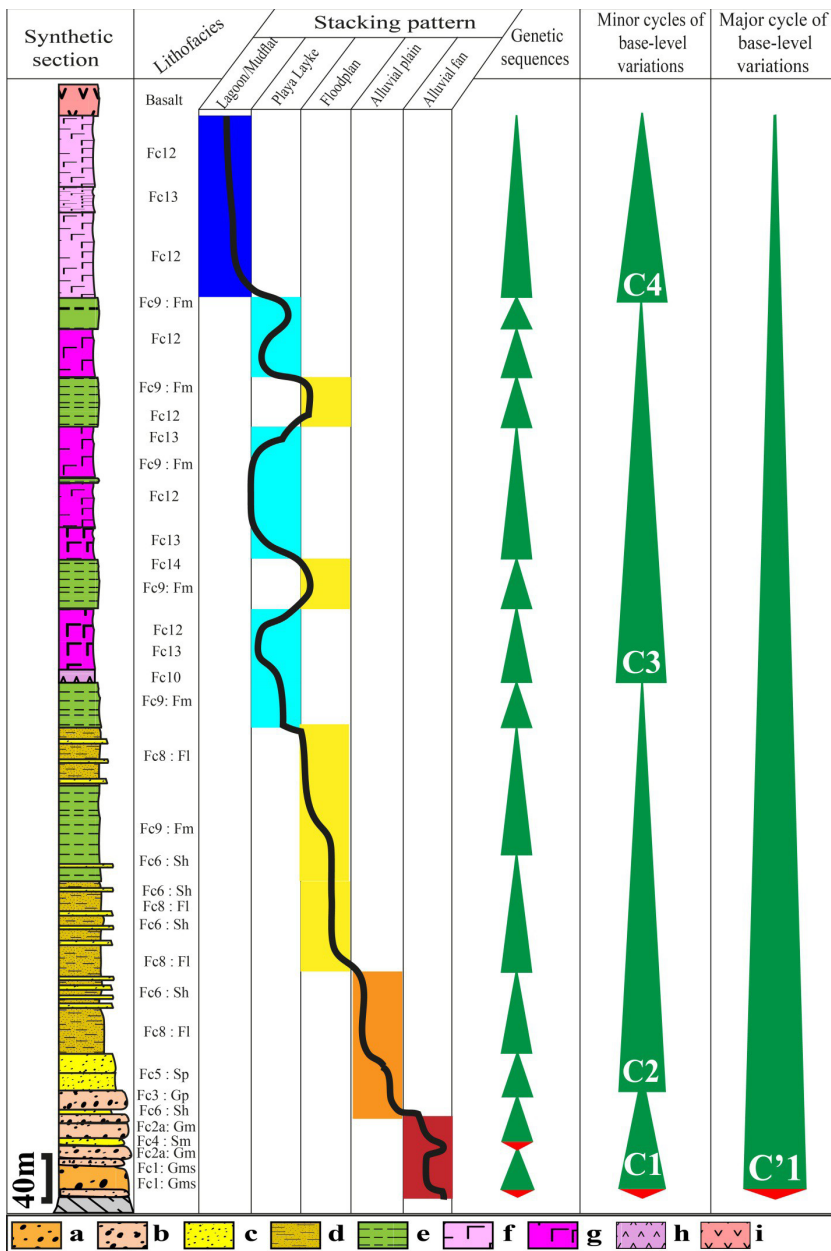 Synthetic
section
Lithofacies
Stacking pattern
Lagoon/Mudflat
Playa Layke
Floodplan
Alluvial plain
Alluvial fan
Genetic
sequences
Minor cycles of
base-level
variations
Major cycle of
base-level
variations
Basalt
Fc12
Fc13
Fc12
Fc9 : Fm
Fc12
Fc9 : Fm
Fc12
Fc13
Fc9 : Fm
Fc12
Fc13
Fc14
Fc9: Fm
Fc12
Fc13
Fc10
Fc9: Fm
Fc8 : Fl
Fc9 : Fm
Fc6 : Sh
Fc6 : Sh
Fc8 : Fl
Fc6 : Sh
Fc8 : Fl
Fc6 : Sh
Fc8 : Fl
Fc5 : Sp
Fc3 : Gp
Fc6 : Sh
Fc2a: Gm
Fc4 : Sm
Fc2a: Gm
Fc1: Gms
Fc1: Gms
C4
C3
C2
C1
C'1
40m
a b c d e f g h i